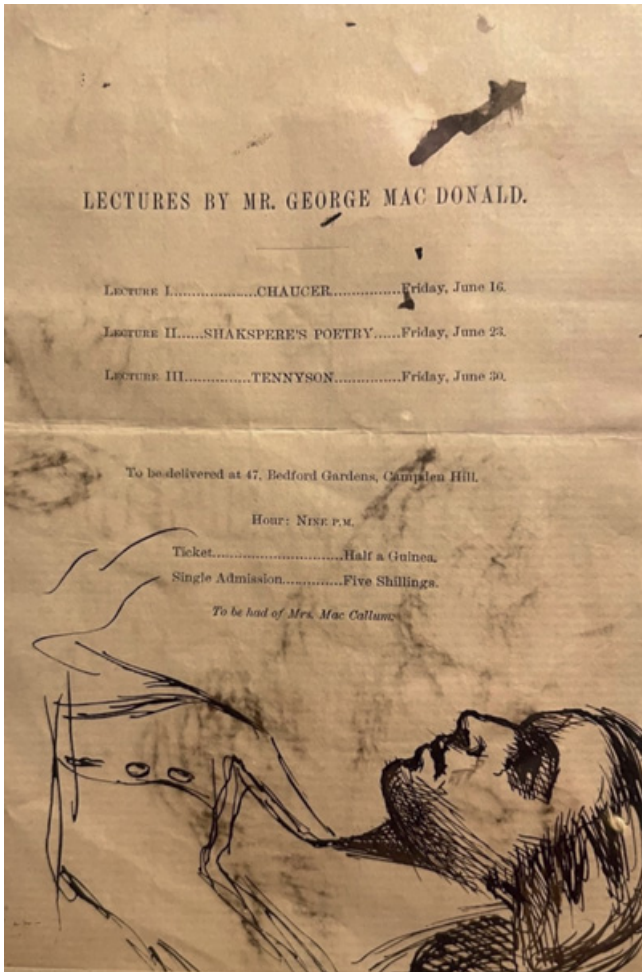 LECTURES BY MR. GEORGE MAC DONALD.
LECTURE I...................CHAUCER................Friday, June 16.
LECTURE II......SHAKSPERE'S POETRY......Friday, June 23.
LECTURE III...............TENNYSON...............Friday, June 30.
To be delivered at 47, Bedford Gardens, Campden Hill.
Hour: NINE P.M.
Ticket..............................Half a Guinea.
Single Admission.............Five Shillings.
To be had of Mrs. Mac Callum.